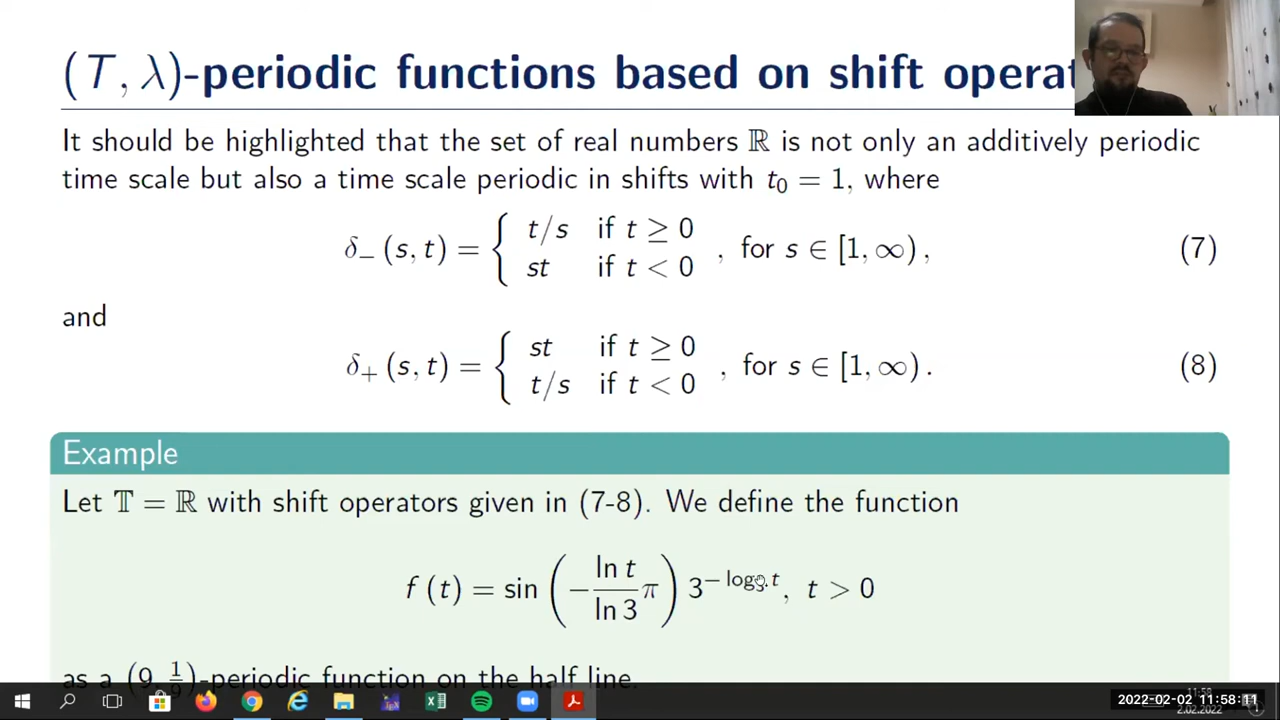 (T, λ)-periodic functions based on shift operat
It should be highlighted that the set of real numbers ℝ is not only an additively periodic
time scale but also a time scale periodic in shifts with t₀ = 1, where
δ₋ (s, t) = { t/s if t ≥ 0
st if t < 0 , for s ∈ [1, ∞) , (7)
and
δ₊ (s, t) = { st if t ≥ 0
t/s if t < 0 , for s ∈ [1, ∞) . (8)
Example
Let 𝕋 = ℝ with shift operators given in (7-8). We define the function
f (t) = sin (− ln t / ln 3 π) 3^(− log₃ t), t > 0
as a (9, 1/9)-periodic function on the half line.
2022-02-02 11:58:11